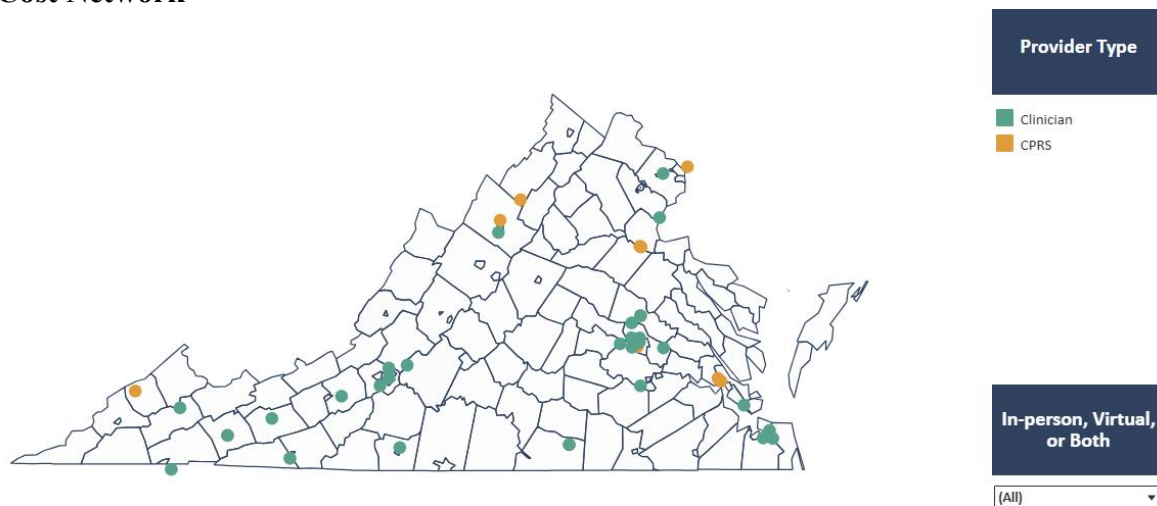 Cost Network
Provider Type
Clinician
CPRS
In-person, Virtual,
or Both
(All)